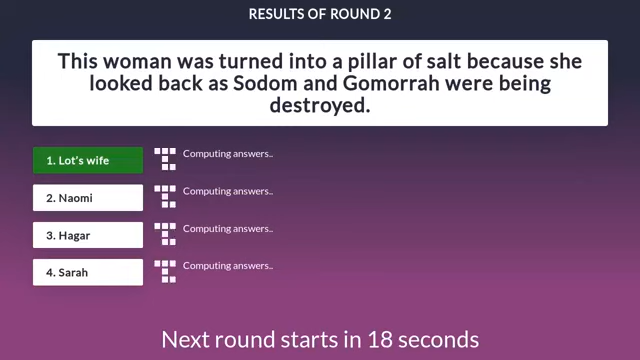 RESULTS OF ROUND 2
This woman was turned into a pillar of salt because she
looked back as Sodom and Gomorrah were being
destroyed.
1. Lot's wife
Computing answers..
2. Naomi
Computing answers..
3. Hagar
Computing answers..
4. Sarah
Computing answers..
Next round starts in 18 seconds